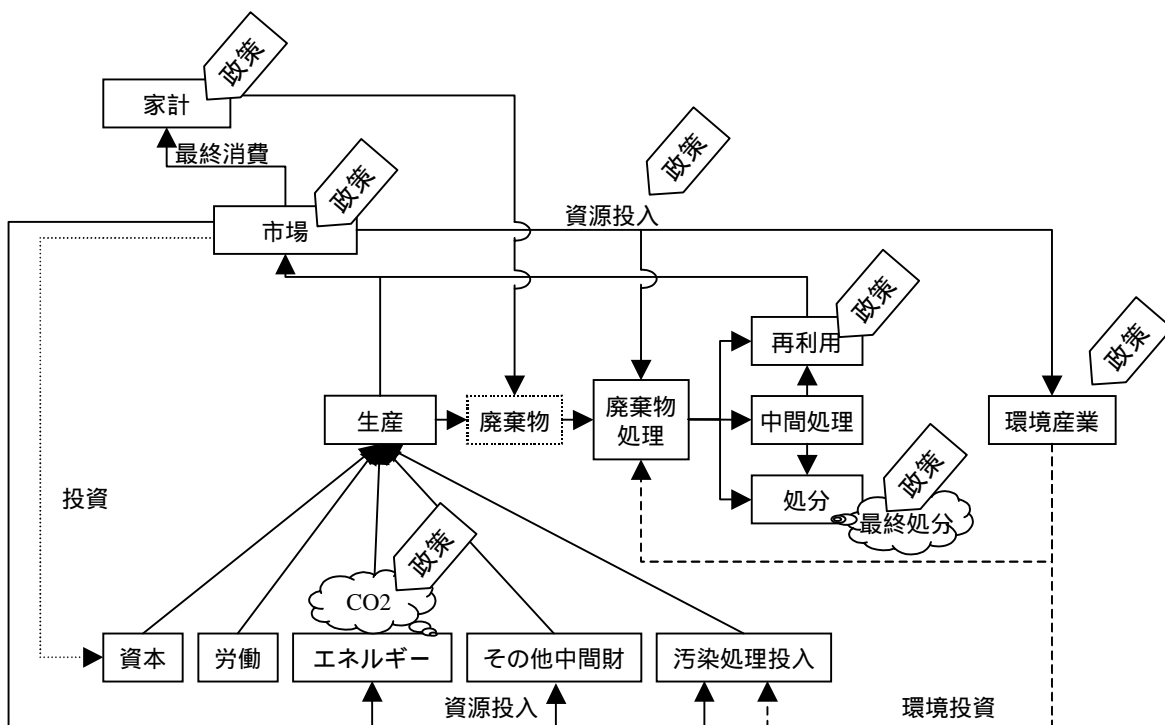 政策
家計
最終消費
政策
政策
市場
資源投入
政策
再利用
政策
生産
廃棄物
廃棄物
処理
中間処理
環境産業
政策
投資
処分
最終処分
政策
CO2
資本
労働
エネルギー
その他中間財
汚染処理投入
資源投入
環境投資